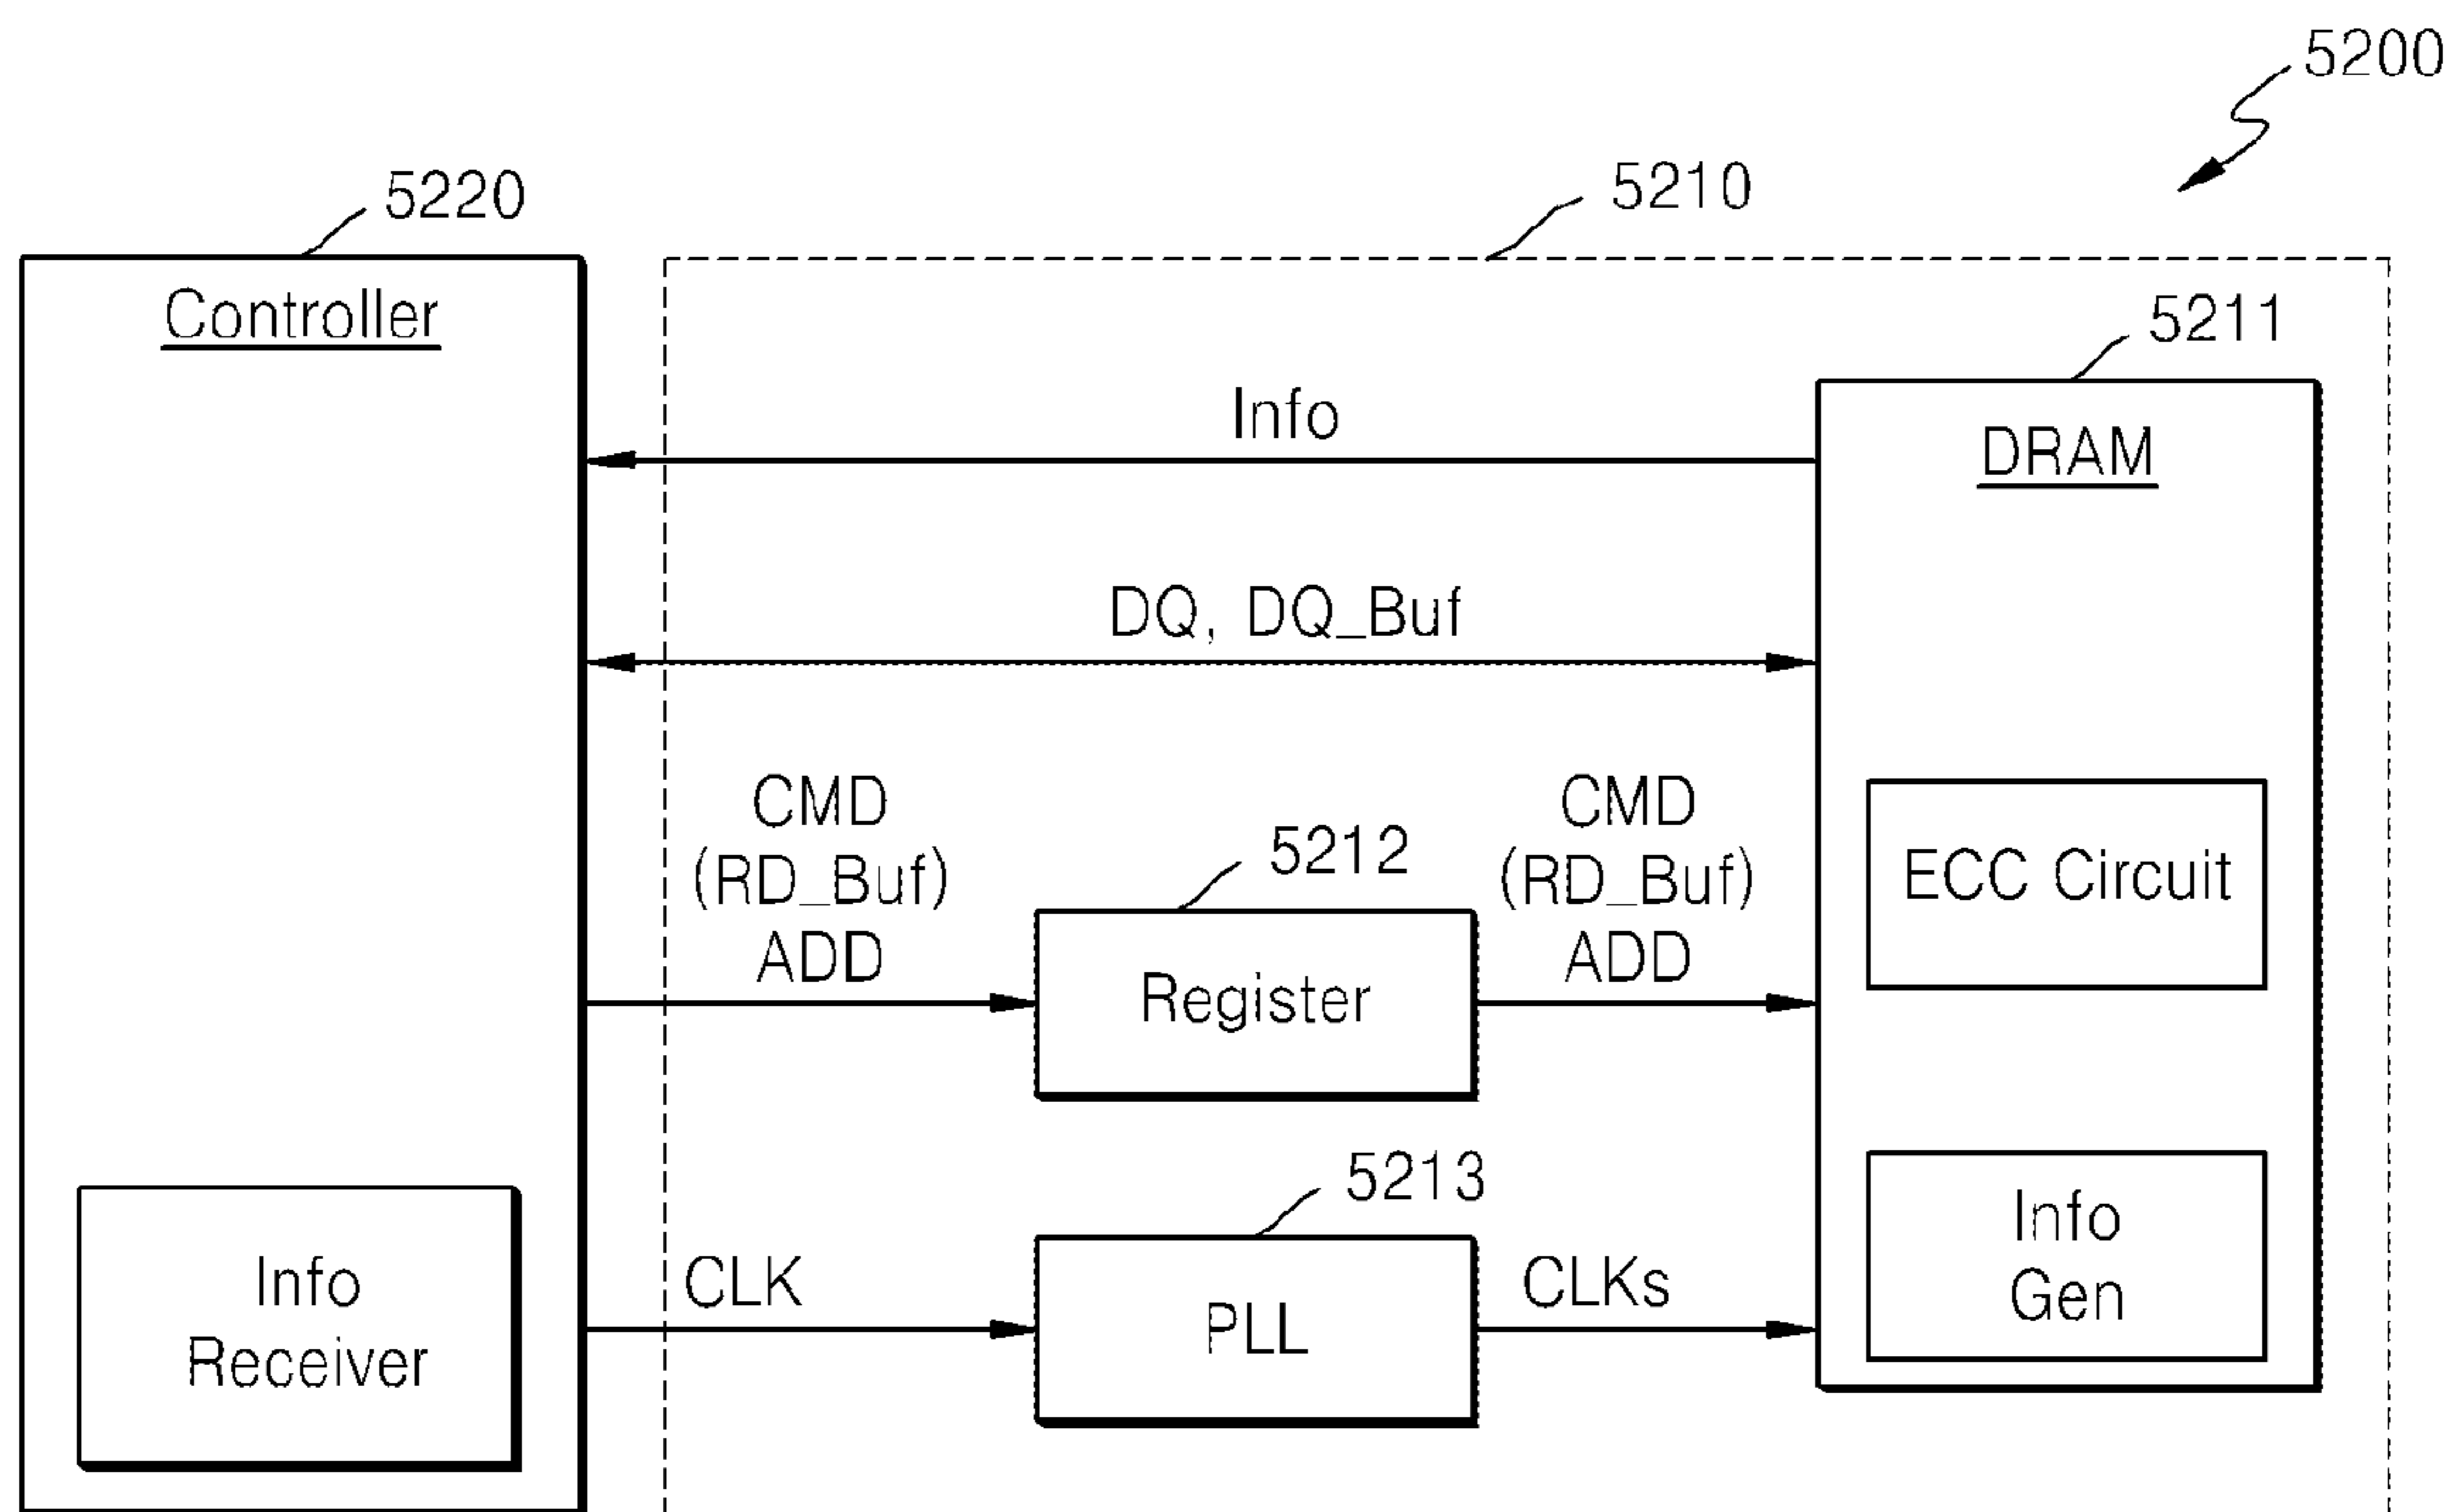 5200
5220
5210
Controller
5211
Info
DRAM
DQ, DQ_Buf
CMD
(RD_Buf)
ADD
5212
CMD
(RD_Buf)
ADD
Register
ECC Circuit
5213
CLK
PLL
CLKs
Info
Receiver
Info
Gen